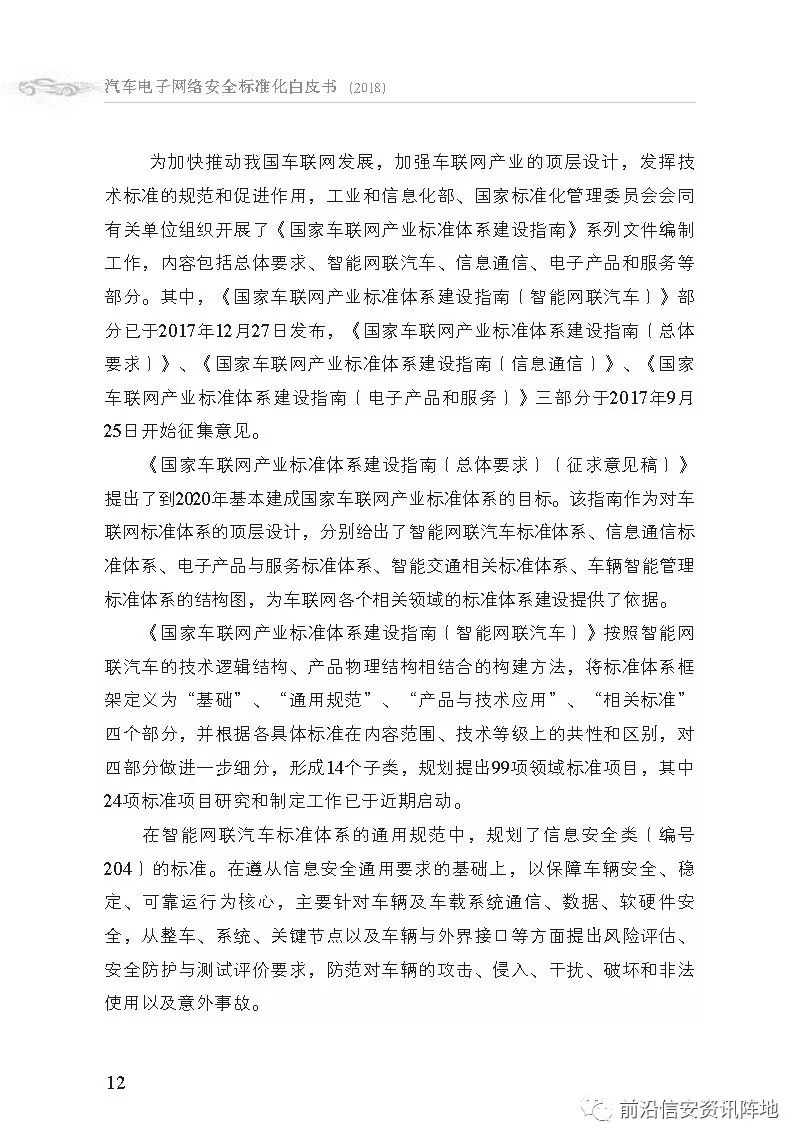 汽车电子网络安全标准化白皮书 (2018)
为加快推动我国车联网发展，加强车联网产业的顶层设计，发挥技
术标准的规范和促进作用，工业和信息化部、国家标准化管理委员会会同
有关单位组织开展了《国家车联网产业标准体系建设指南》系列文件编制
工作，内容包括总体要求、智能网联汽车、信息通信、电子产品和服务等
部分。其中，《国家车联网产业标准体系建设指南（智能网联汽车）》部
分已于2017年12月27日发布，《国家车联网产业标准体系建设指南（总体
要求）》、《国家车联网产业标准体系建设指南（信息通信）》、《国家
车联网产业标准体系建设指南（电子产品和服务）》三部分于2017年9月
25日开始征集意见。
《国家车联网产业标准体系建设指南（总体要求）（征求意见稿）》
提出了到2020年基本建成国家车联网产业标准体系的目标。该指南作为对车
联网标准体系的顶层设计，分别给出了智能网联汽车标准体系、信息通信标
准体系、电子产品与服务标准体系、智能交通相关标准体系、车辆智能管理
标准体系的结构图，为车联网各个相关领域的标准体系建设提供了依据。
《国家车联网产业标准体系建设指南（智能网联汽车）》按照智能网
联汽车的技术逻辑结构、产品物理结构相结合的构建方法，将标准体系框
架定义为“基础”、“通用规范”、“产品与技术应用”、“相关标准”
四个部分，并根据各具体标准在内容范围、技术等级上的共性和区别，对
四部分做进一步细分，形成14个子类，规划提出99项领域标准项目，其中
24项标准项目研究和制定工作已于近期启动。
在智能网联汽车标准体系的通用规范中，规划了信息安全类（编号
204）的标准。在遵从信息安全通用要求的基础上，以保障车辆安全、稳
定、可靠运行为核心，主要针对车辆及车载系统通信、数据、软硬件安
全，从整车、系统、关键节点以及车辆与外界接口等方面提出风险评估、
安全防护与测试评价要求，防范对车辆的攻击、侵入、干扰、破坏和非法
使用以及意外事故。
12
前沿信安资讯阵地